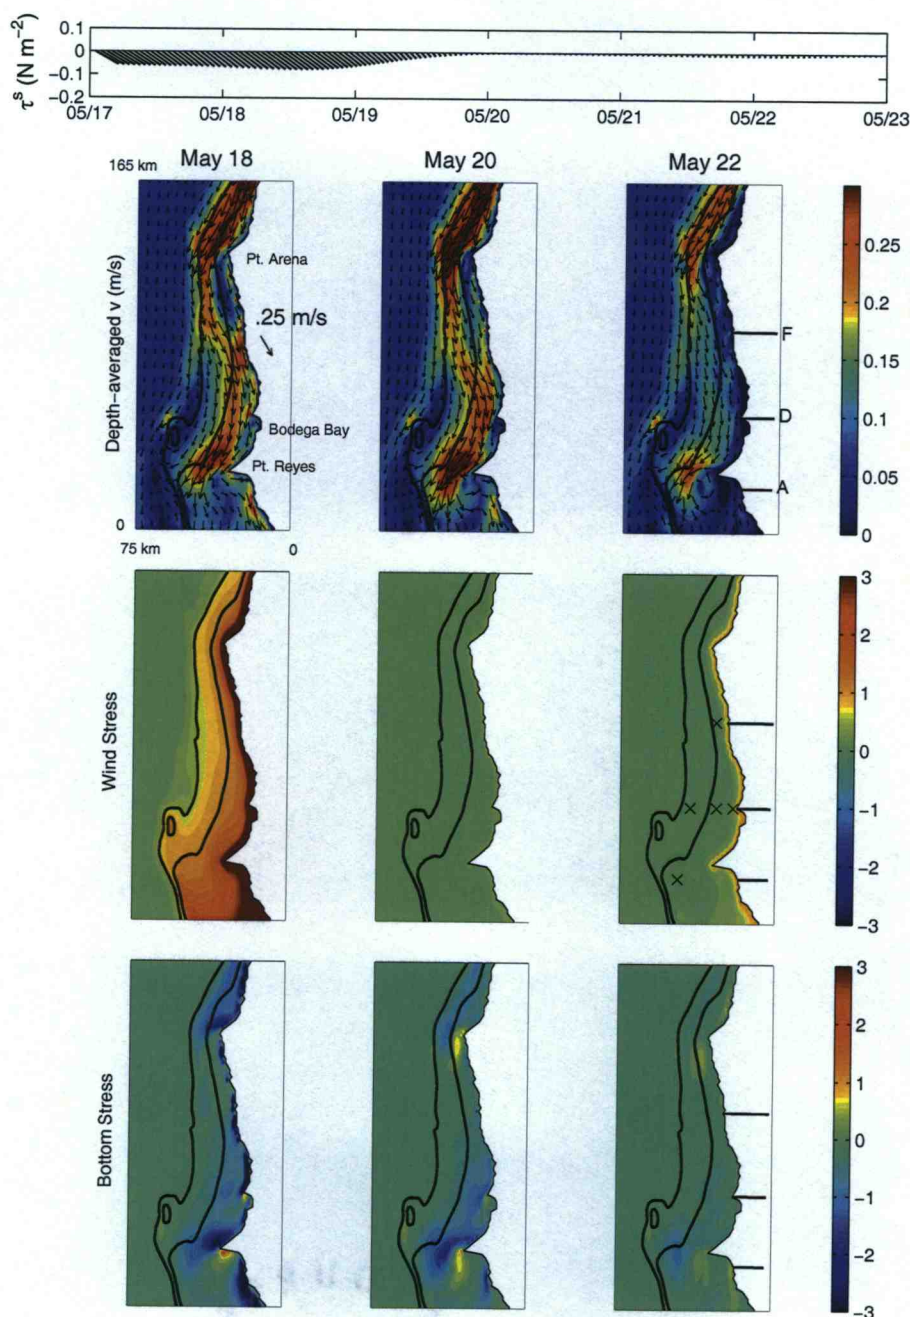 τˢ (N m⁻²)
0.1
0
−0.1
−0.2
05/17 05/18 05/19 05/20 05/21 05/22 05/23
May 18 May 20 May 22
165 km
Depth−averaged v (m/s)
Pt. Arena
.25 m/s
Bodega Bay
Pt. Reyes
0
75 km 0
F
D
A
0.25
0.2
0.15
0.1
0.05
0
Wind Stress
3
2
1
0
−1
−2
−3
Bottom Stress
3
2
1
0
−1
−2
−3